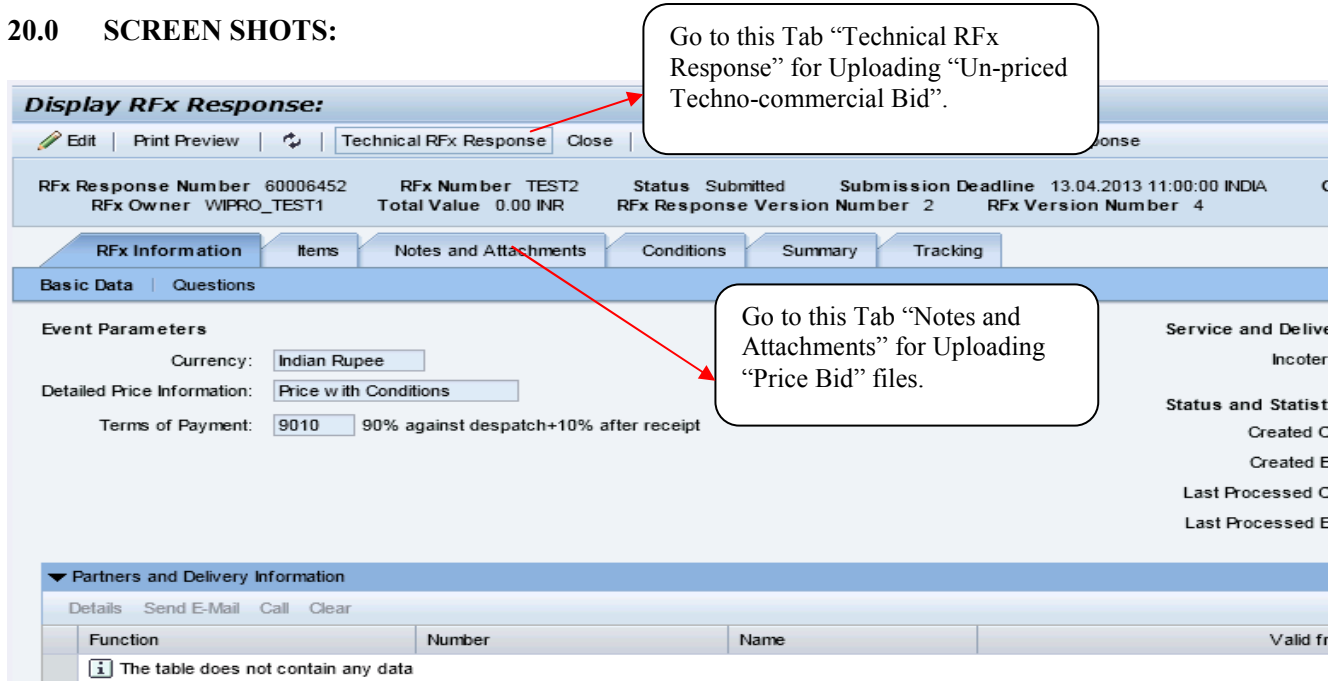 20.0 SCREEN SHOTS:
Go to this Tab “Technical RFx
Response” for Uploading “Un-priced
Techno-commercial Bid”.
Display RFx Response:
Edit | Print Preview | | Technical RFx Response Close |
RFx Response Number 60006452 RFx Number TEST2 Status Submitted Submission Deadline 13.04.2013 11:00:00 INDIA
RFx Owner WIPRO_TEST1 Total Value 0.00 INR RFx Response Version Number 2 RFx Version Number 4
RFx Information Items Notes and Attachments Conditions Summary Tracking
Basic Data | Questions
Go to this Tab “Notes and
Attachments” for Uploading
“Price Bid” files.
Event Parameters
Currency: Indian Rupee
Detailed Price Information: Price with Conditions
Terms of Payment: 9010 90% against despatch+10% after receipt
Service and
Status and
Created
Created
Last Processed
Last Processed
Partners and Delivery Information
Details Send E-Mail Call Clear
Function Number Name Valid
The table does not contain any data